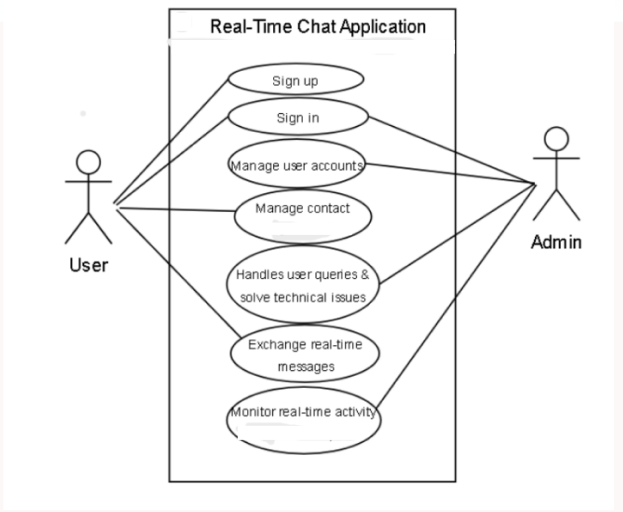 Real-Time Chat Application
Sign up
Sign in
Manage user accounts
Manage contact
User
Admin
Handles user queries &
solve technical issues
Exchange real-time
messages
Monitor real-time activity